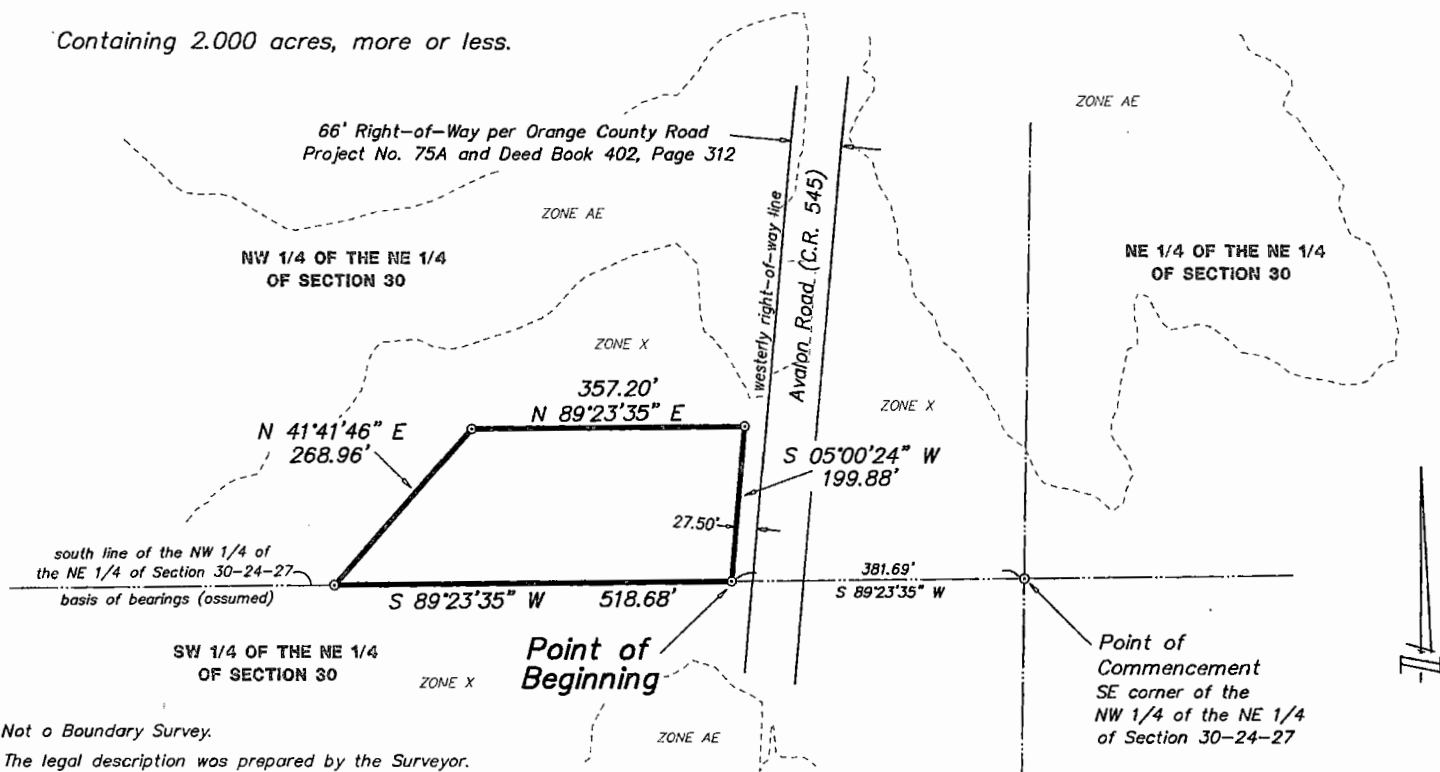 Containing 2.000 acres, more or less.
ZONE AE
66' Right-of-Way per Orange County Road
Project No. 75A and Deed Book 402, Page 312
westerly right-of-way line
Avalon Road (C.R. 545)
ZONE AE
NW 1/4 OF THE NE 1/4
OF SECTION 30
NE 1/4 OF THE NE 1/4
OF SECTION 30
ZONE X
357.20'
N 89°23'35" E
ZONE X
N 41°41'46" E
268.96'
S 05°00'24" W
199.88'
27.50'
south line of the NW 1/4 of
the NE 1/4 of Section 30-24-27
basis of bearings (assumed)
S 89°23'35" W 518.68'
381.69'
S 89°23'35" W
SW 1/4 OF THE NE 1/4
OF SECTION 30
ZONE X
Point of
Beginning
Point of
Commencement
SE corner of the
NW 1/4 of the NE 1/4
of Section 30-24-27
ZONE AE
Not a Boundary Survey.
The legal description was prepared by the Surveyor.